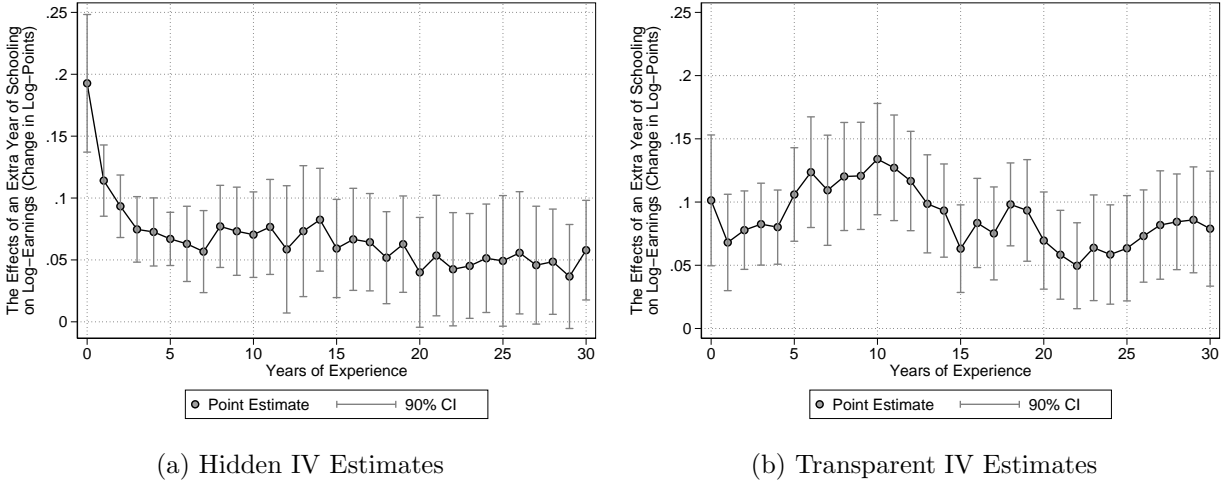 The Effects of an Extra Year of Schooling
on Log−Earnings (Change in Log−Points)
.25
.2
.15
.1
.05
0
0 5 10 15 20 25 30
Years of Experience
Point Estimate 90% CI
(a) Hidden IV Estimates
The Effects of an Extra Year of Schooling
on Log−Earnings (Change in Log−Points)
.25
.2
.15
.1
.05
0
0 5 10 15 20 25 30
Years of Experience
Point Estimate 90% CI
(b) Transparent IV Estimates